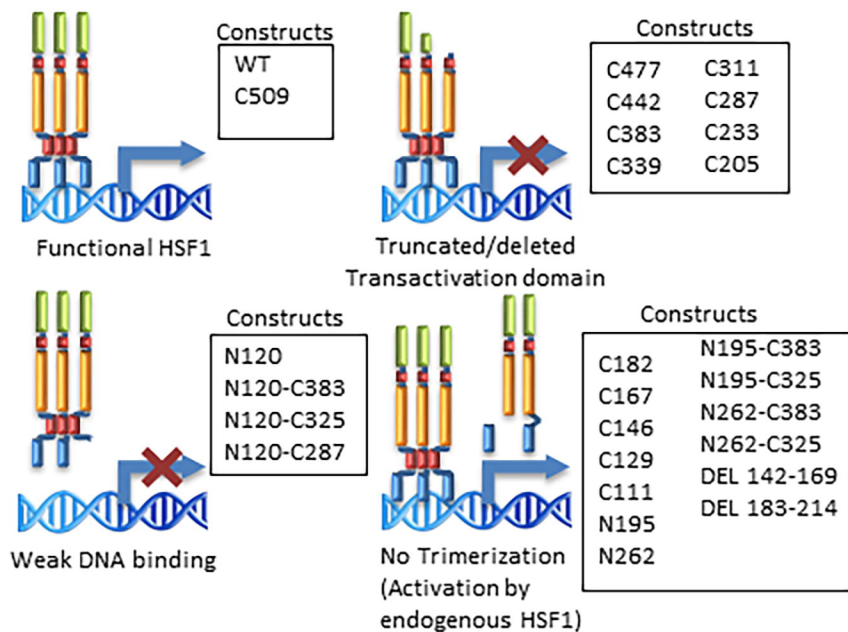 Constructs
WT
C509
Functional HSF1
Constructs
C477 C311
C442 C287
C383 C233
C339 C205
Truncated/deleted
Transactivation domain
Constructs
N120
N120-C383
N120-C325
N120-C287
Weak DNA binding
Constructs
C182
C167
C146
C129
C111
N195
N262
N195-C383
N195-C325
N262-C383
N262-C325
DEL 142-169
DEL 183-214
No Trimerization
(Activation by
endogenous HSF1)